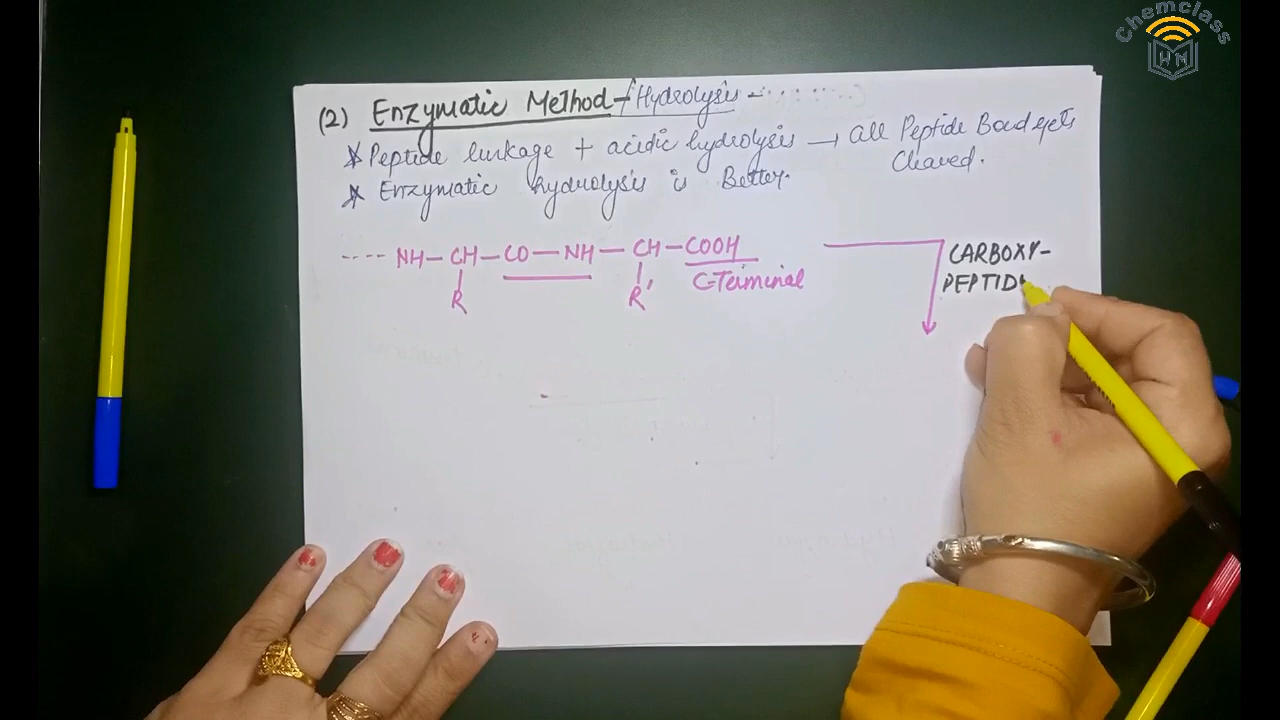 Chemclass
HM
(2) Enzymatic Method - Hydrolysis -
* Peptide linkage + acidic hydrolysis → All Peptide Bond gets
Cleaved.
* Enzymatic hydrolysis is Better.
---- NH — CH — CO — NH — CH — COOH
R R' C-Terminal
CARBOXY-
PEPTID